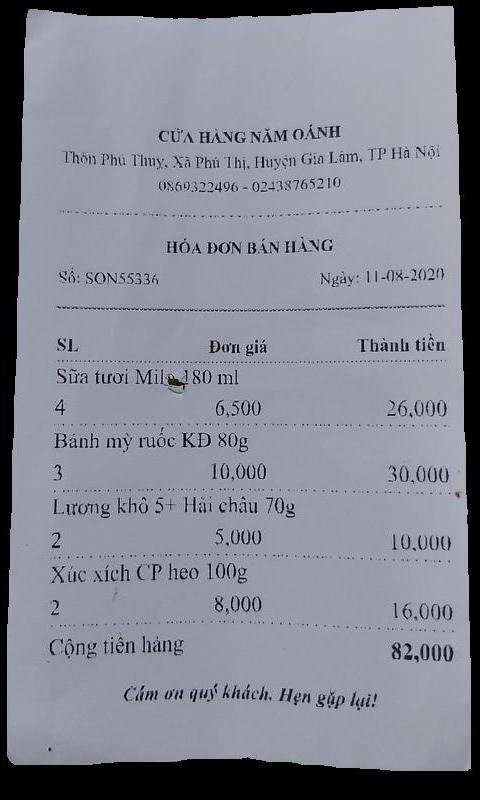 CỬA HÀNG NĂM OÁNH
Thôn Phú Thuỵ, Xã Phú Thị, Huyện Gia Lâm, TP Hà Nội
0869322496 - 02438765210
HÓA ĐƠN BÁN HÀNG
Số: SON55336 Ngày: 11-08-2020
SL Đơn giá Thành tiền
Sữa tươi Milo 180 ml
4 6,500 26,000
Bánh mỳ ruốc KĐ 80g
3 10,000 30,000
Lương khô 5+ Hải châu 70g
2 5,000 10,000
Xúc xích CP heo 100g
2 8,000 16,000
Cộng tiền hàng 82,000
Cám ơn quý khách. Hẹn gặp lại!